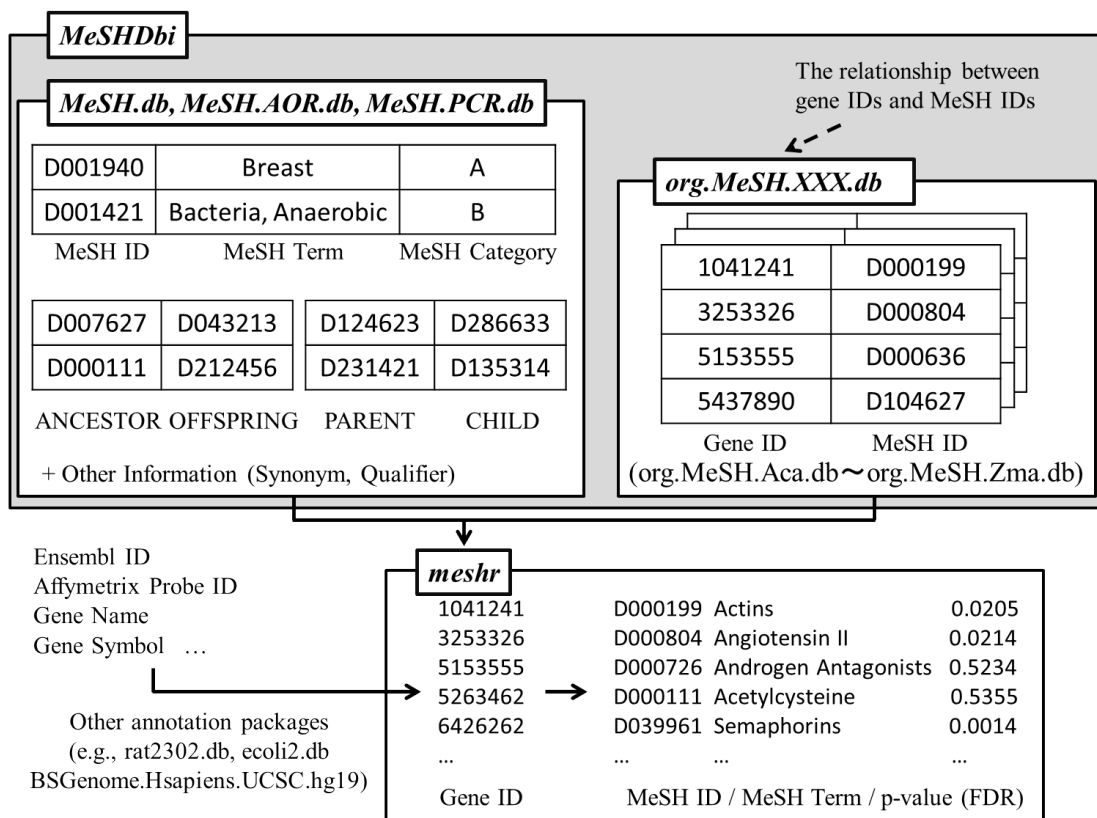 MeSHDbi
MeSH.db, MeSH.AOR.db, MeSH.PCR.db
D001940 Breast A
D001421 Bacteria, Anaerobic B
MeSH ID MeSH Term MeSH Category
D007627 D043213 D124623 D286633
D000111 D212456 D231421 D135314
ANCESTOR OFFSPRING PARENT CHILD
+ Other Information (Synonym, Qualifier)
The relationship between
gene IDs and MeSH IDs
org.MeSH.XXX.db
1041241 D000199
3253326 D000804
5153555 D000636
5437890 D104627
Gene ID MeSH ID
(org.MeSH.Aca.db～org.MeSH.Zma.db)
Ensembl ID
Affymetrix Probe ID
Gene Name
Gene Symbol …
Other annotation packages
(e.g., rat2302.db, ecoli2.db
BSGenome.Hsapiens.UCSC.hg19)
meshr
1041241 D000199 Actins 0.0205
3253326 D000804 Angiotensin II 0.0214
5153555 D000726 Androgen Antagonists 0.5234
5263462 D000111 Acetylcysteine 0.5355
6426262 D039961 Semaphorins 0.0014
… … … …
Gene ID MeSH ID / MeSH Term / p-value (FDR)